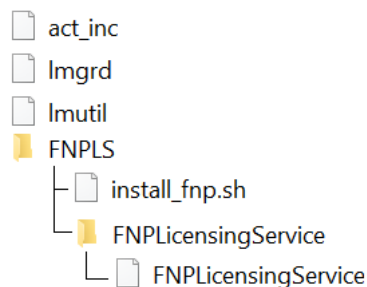 act_inc
lmgrd
lmutil
FNPLS
install_fnp.sh
FNPLicensingService
FNPLicensingService